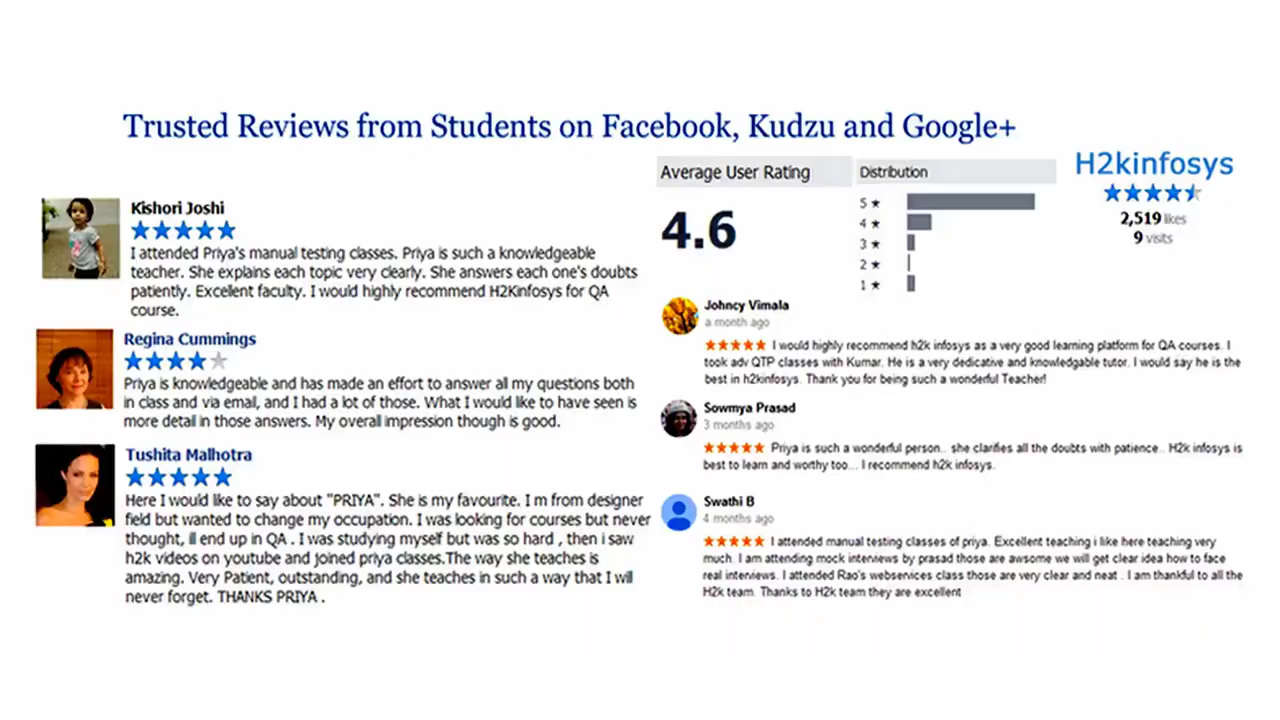 Trusted Reviews from Students on Facebook, Kudzu and Google+
Kishori Joshi
I attended Priya's manual testing classes. Priya is such a knowledgeable
teacher. She explains each topic very clearly. She answers each one's doubts
patiently. Excellent faculty. I would highly recommend H2Kinfosys for QA
course.
Regina Cummings
Priya is knowledgeable and has made an effort to answer all my questions both
in class and via email, and I had a lot of those. What I would like to have seen is
more detail in those answers. My overall impression though is good.
Tushita Malhotra
Here I would like to say about "PRIYA". She is my favourite. I m from designer
field but wanted to change my occupation. I was looking for courses but never
thought, ill end up in QA . I was studying myself but was so hard , then i saw
h2k videos on youtube and joined priya classes.The way she teaches is
amazing. Very Patient, outstanding, and she teaches in such a way that I will
never forget. THANKS PRIYA .
Average User Rating
4.6
Distribution
5 ★
4 ★
3 ★
2 ★
1 ★
H2kinfosys
2,519 likes
9 visits
Johncy Vimala
a month ago
I would highly recommend h2k infosys as a very good learning platform for QA courses. I
took adv QTP classes with Kumar. He is a very dedicative and knowledgable tutor. I would say he is the
best in h2kinfosys. Thank you for being such a wonderful Teacher!
Sowmya Prasad
3 months ago
Priya is such a wonderful person.. she clarifies all the doubts with patience.. H2k infosys is
best to learn and worthy too... I recommend h2k infosys.
Swathi B
4 months ago
I attended manual testing classes of priya. Excellent teaching i like here teaching very
much. I am attending mock interviews by prasad those are awsome we will get clear idea how to face
real interviews. I attended Rao's webservices class those are very clear and neat . I am thankful to all the
H2k team. Thanks to H2k team they are excellent